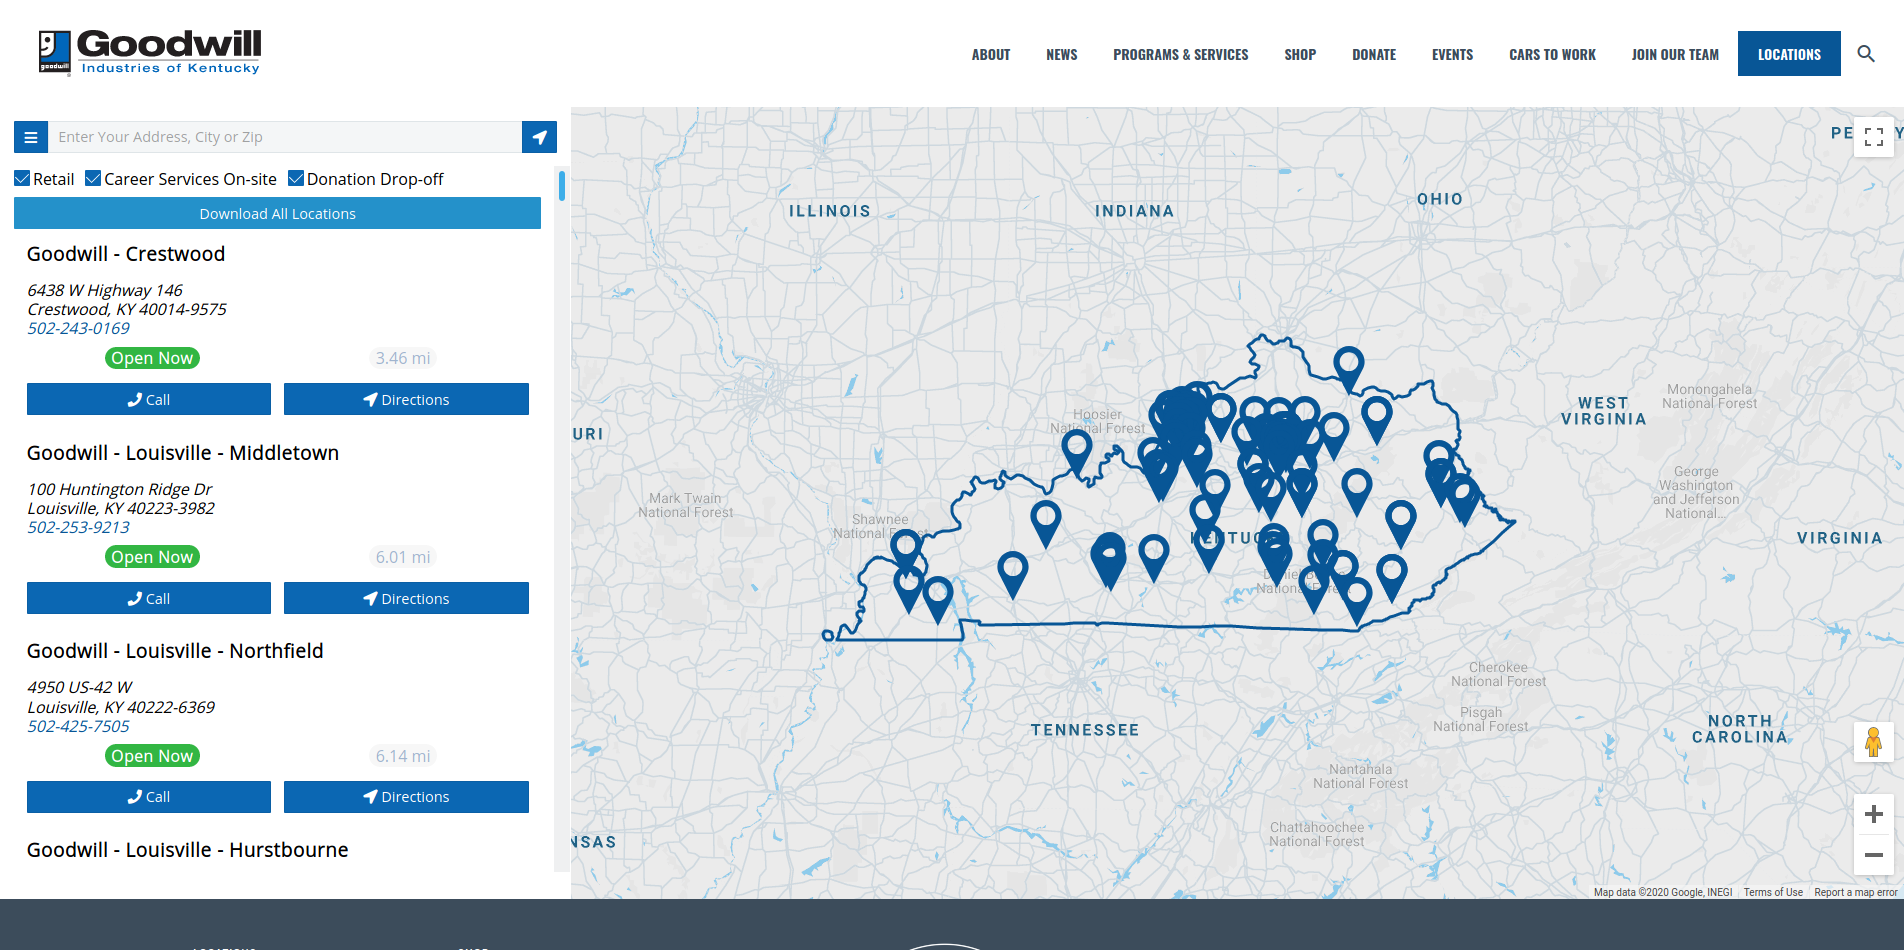 Goodwill
Industries of Kentucky
goodwill
ABOUT
NEWS
PROGRAMS & SERVICES
SHOP
DONATE
EVENTS
CARS TO WORK
JOIN OUR TEAM
LOCATIONS
Enter Your Address, City or Zip
Retail
Career Services On-site
Donation Drop-off
Download All Locations
Goodwill - Crestwood
6438 W Highway 146
Crestwood, KY 40014-9575
502-243-0169
Open Now
3.46 mi
Call
Directions
Goodwill - Louisville - Middletown
100 Huntington Ridge Dr
Louisville, KY 40223-3982
502-253-9213
Open Now
6.01 mi
Call
Directions
Goodwill - Louisville - Northfield
4950 US-42 W
Louisville, KY 40222-6369
502-425-7505
Open Now
6.14 mi
Call
Directions
Goodwill - Louisville - Hurstbourne
ILLINOIS
INDIANA
OHIO
PE
Y
URI
Hoosier
National Forest
WEST
VIRGINIA
Monongahela
National Forest
George
Washington
and Jefferson
National...
VIRGINIA
Mark Twain
National Forest
Shawnee
National Forest
KENTUC
National Forest
Cherokee
National Forest
Pisgah
National Forest
TENNESSEE
NORTH
CAROLINA
Nantahala
National Forest
Chattahoochee
National Forest
NSAS
Map data ©2020 Google, INEGI
Terms of Use
Report a map error